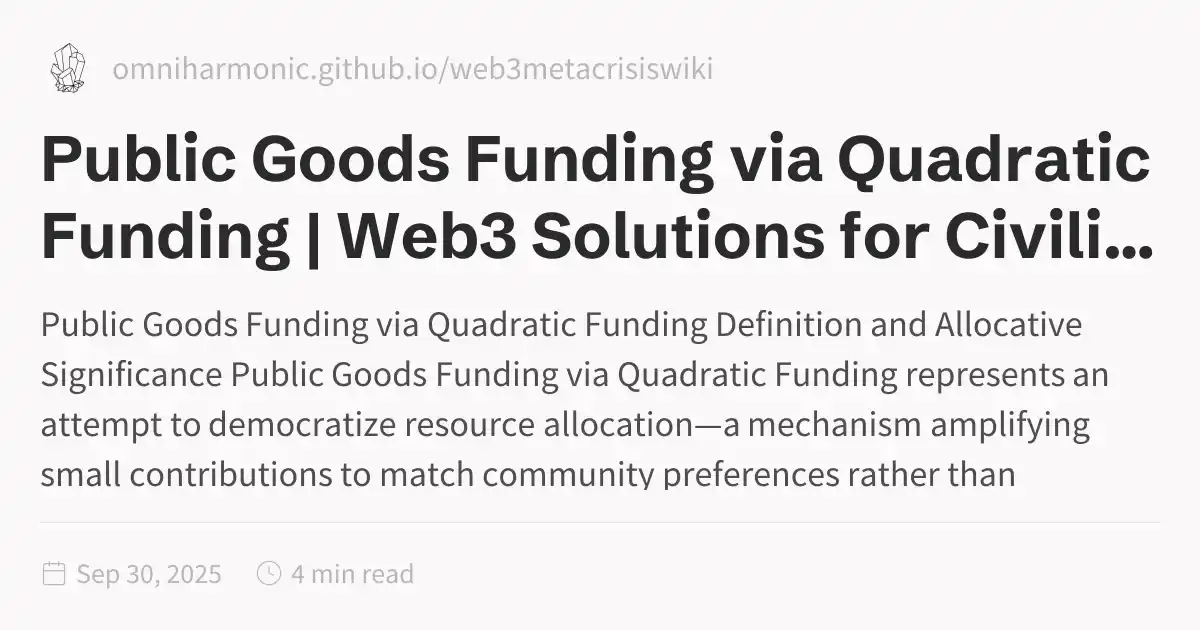 omniharmonic.github.io/web3metacrisiswiki
Public Goods Funding via Quadratic
Funding | Web3 Solutions for Civili...
Public Goods Funding via Quadratic Funding Definition and Allocative
Significance Public Goods Funding via Quadratic Funding represents an
attempt to democratize resource allocation—a mechanism amplifying
small contributions to match community preferences rather than
Sep 30, 2025 4 min read